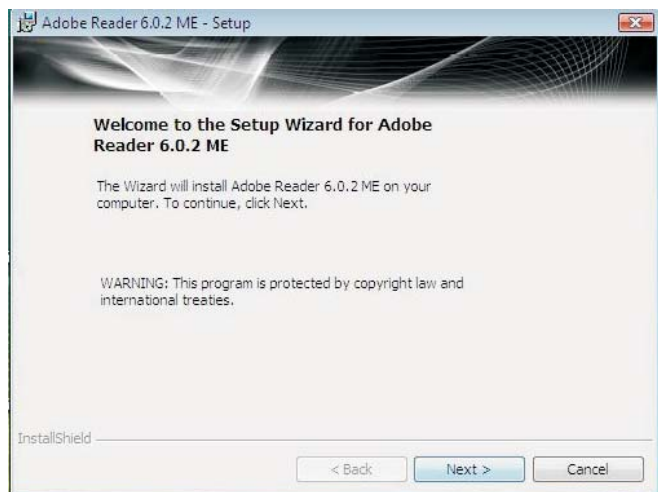 Adobe Reader 6.0.2 ME - Setup
Welcome to the Setup Wizard for Adobe
Reader 6.0.2 ME
The Wizard will install Adobe Reader 6.0.2 ME on your
computer. To continue, click Next.
WARNING: This program is protected by copyright law and
international treaties.
InstallShield
< Back
Next >
Cancel